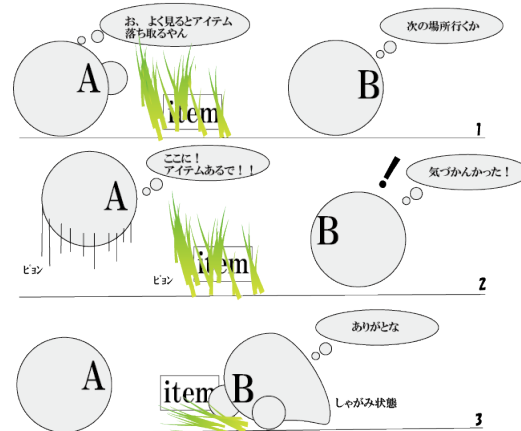 お、よく見るとアイテム
落ち取るやん
次の場所行くか
A
item
B
1
ここに！
アイテムあるで！！
気づかんかった！
!
A
B
item
ピョン
ピョン
2
ありがとな
A
item
B
しゃがみ状態
3